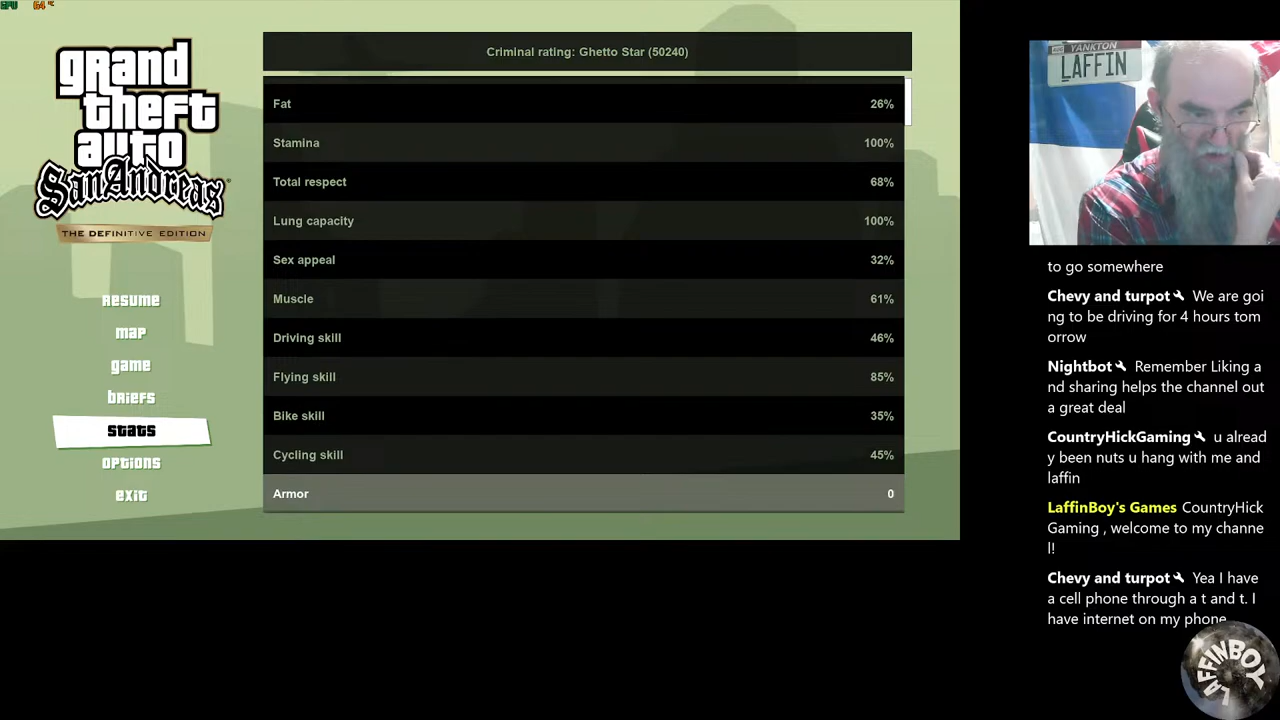 GPU 64 °C
grand
theft
auto
San Andreas
THE DEFINITIVE EDITION
Resume
map
game
briefs
stats
options
exit
Criminal rating: Ghetto Star (50240)
Fat 26%
Stamina 100%
Total respect 68%
Lung capacity 100%
Sex appeal 32%
Muscle 61%
Driving skill 46%
Flying skill 85%
Bike skill 35%
Cycling skill 45%
Armor 0
YANKTON
LAFFIN
to go somewhere
Chevy and turpot We are goi
ng to be driving for 4 hours tom
orrow
Nightbot Remember Liking a
nd sharing helps the channel out
a great deal
CountryHickGaming u alread
y been nuts u hang with me and
laffin
LaffinBoy's Games CountryHick
Gaming , welcome to my channe
l!
Chevy and turpot Yea I have
a cell phone through a t and t. I
have internet on my phone
LAFFINBOY